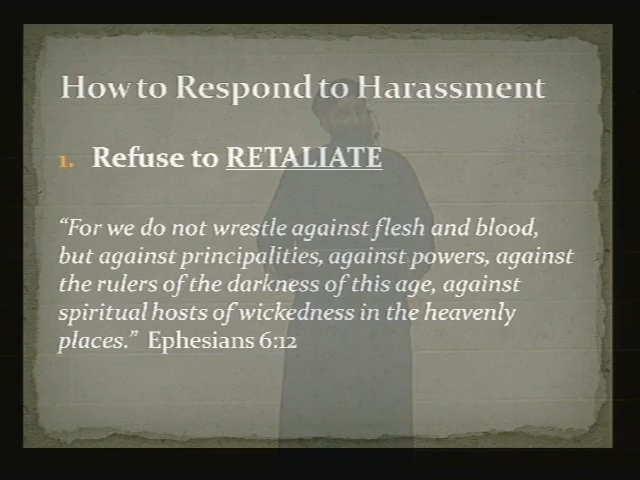 How to Respond to Harassment
1. Refuse to RETALIATE
“For we do not wrestle against flesh and blood,
but against principalities, against powers, against
the rulers of the darkness of this age, against
spiritual hosts of wickedness in the heavenly
places.” Ephesians 6:12